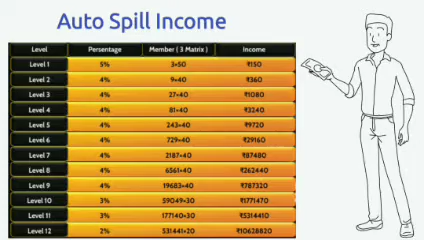 Auto Spill Income
Level Persentage Member ( 3 Matrix ) Income
Level 1 5% 3×50 ₹150
Level 2 4% 9×40 ₹360
Level 3 4% 27×40 ₹1080
Level 4 4% 81×40 ₹3240
Level 5 4% 243×40 ₹9720
Level 6 4% 729×40 ₹29160
Level 7 4% 2187×40 ₹87480
Level 8 4% 6561×40 ₹262440
Level 9 4% 19683×40 ₹787320
Level 10 3% 59049×30 ₹1771470
Level 11 3% 177140×30 ₹5314410
Level 12 2% 531441×20 ₹10628820